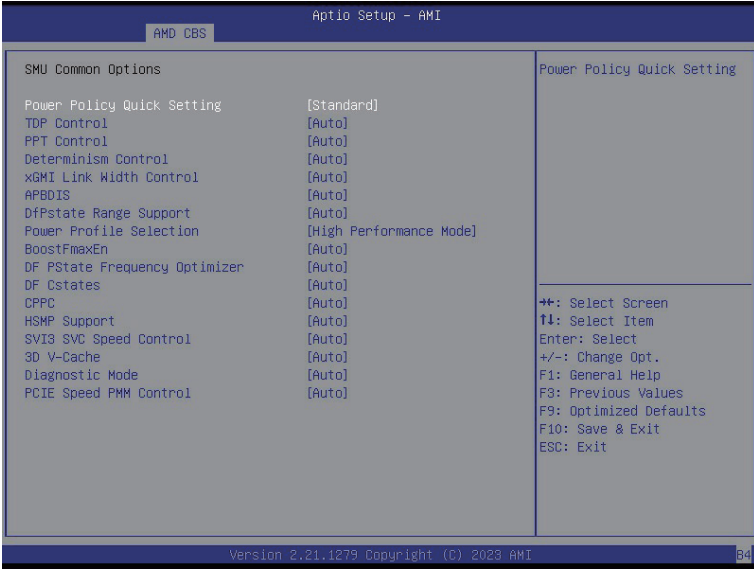 Aptio Setup – AMI
AMD CBS
SMU Common Options
Power Policy Quick Setting [Standard]
TDP Control [Auto]
PPT Control [Auto]
Determinism Control [Auto]
xGMI Link Width Control [Auto]
APBDIS [Auto]
DfPstate Range Support [Auto]
Power Profile Selection [High Performance Mode]
BoostFmaxEn [Auto]
DF PState Frequency Optimizer [Auto]
DF Cstates [Auto]
CPPC [Auto]
HSMP Support [Auto]
SVI3 SVC Speed Control [Auto]
3D V-Cache [Auto]
Diagnostic Mode [Auto]
PCIE Speed PMM Control [Auto]
Power Policy Quick Setting
→←: Select Screen
↑↓: Select Item
Enter: Select
+/-: Change Opt.
F1: General Help
F3: Previous Values
F9: Optimized Defaults
F10: Save & Exit
ESC: Exit
Version 2.21.1279 Copyright (C) 2023 AMI
B4